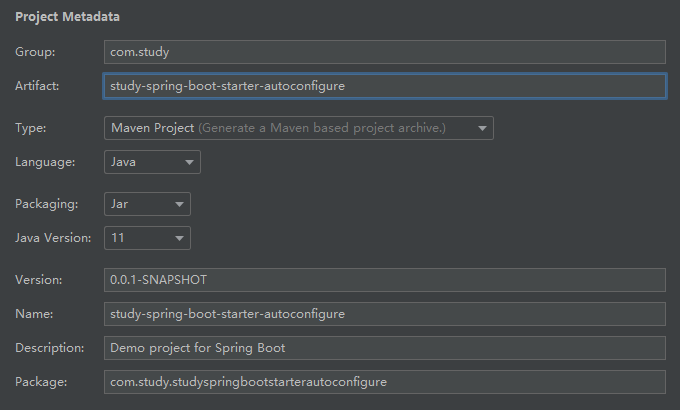 Project Metadata
Group: com.study
Artifact: study-spring-boot-starter-autoconfigure
Type: Maven Project (Generate a Maven based project archive.)
Language: Java
Packaging: Jar
Java Version: 11
Version: 0.0.1-SNAPSHOT
Name: study-spring-boot-starter-autoconfigure
Description: Demo project for Spring Boot
Package: com.study.studyspringbootstarterautoconfigure